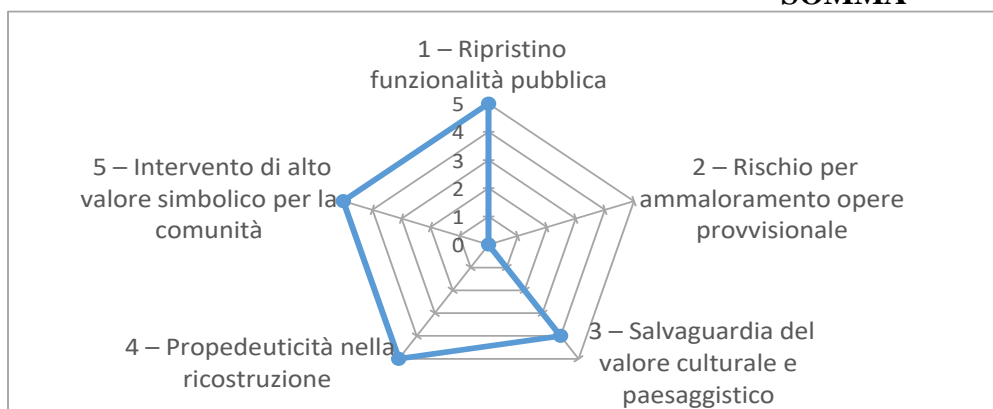 SOMMA
1 – Ripristino
funzionalità pubblica
5
4
3
2
1
0
2 – Rischio per
ammaloramento opere
provvisionale
3 – Salvaguardia del
valore culturale e
paesaggistico
4 – Propedeuticità nella
ricostruzione
5 – Intervento di alto
valore simbolico per la
comunità